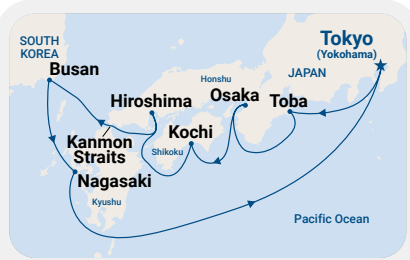 SOUTH
KOREA
Busan
Tokyo
(Yokohama)
JAPAN
Honshu
Hiroshima
Osaka
Toba
Kanmon
Straits
Kochi
Shikoku
Nagasaki
Kyushu
Pacific Ocean